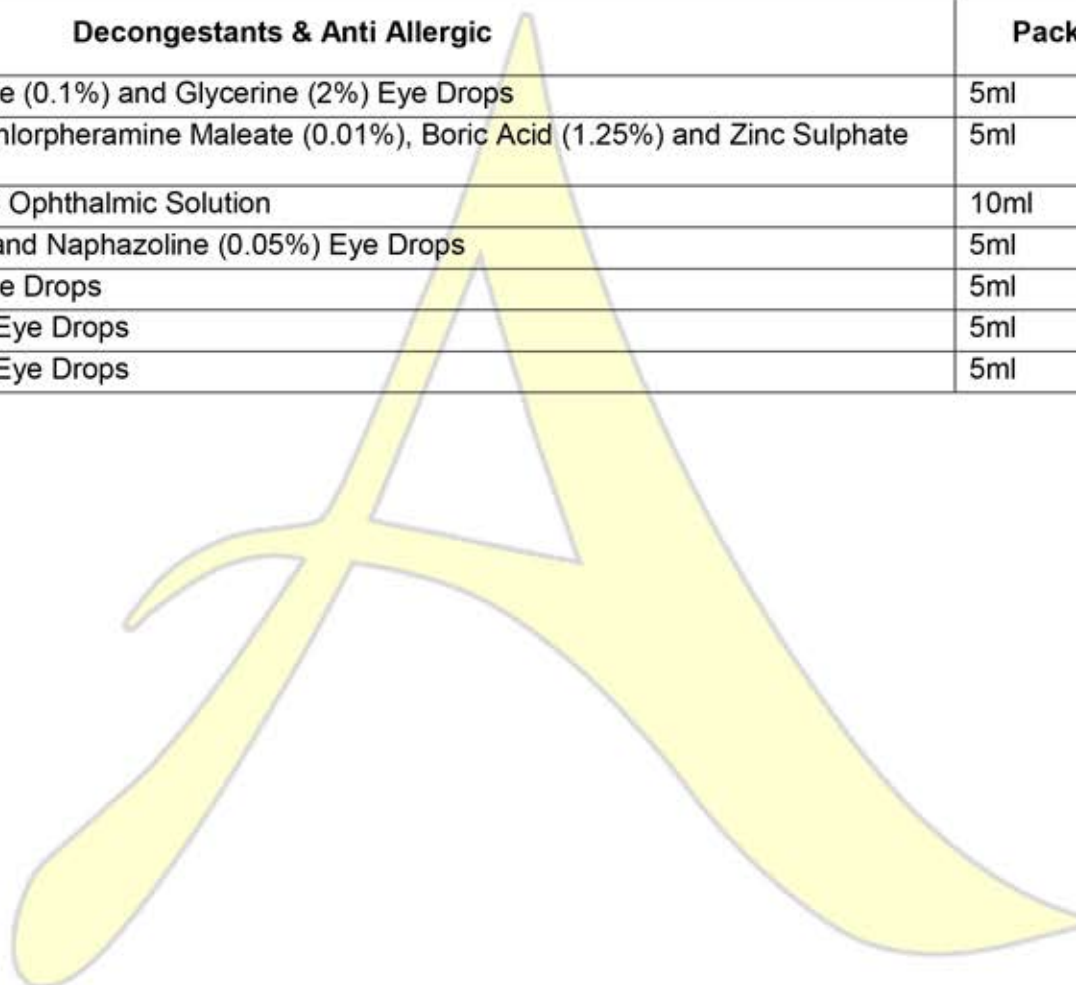 Decongestants & Anti Allergic Pack
e (0.1%) and Glycerine (2%) Eye Drops 5ml
hlorpheramine Maleate (0.01%), Boric Acid (1.25%) and Zinc Sulphate 5ml
Ophthalmic Solution 10ml
and Naphazoline (0.05%) Eye Drops 5ml
e Drops 5ml
Eye Drops 5ml
Eye Drops 5ml